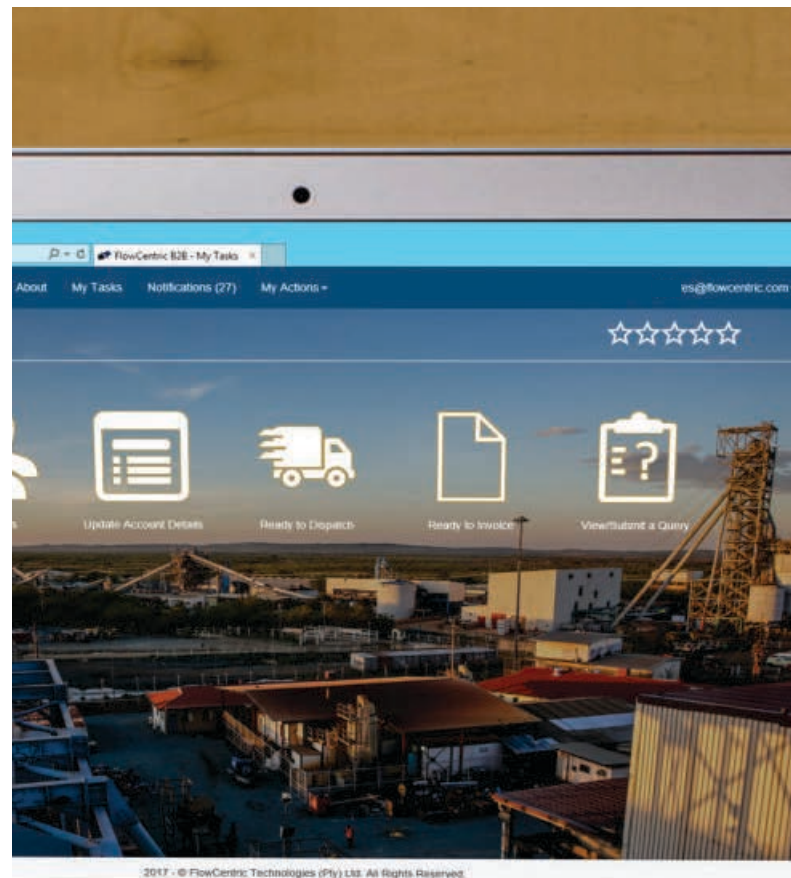 FlowCentric B2B - My Tasks
About My Tasks Notifications (27) My Actions
es@flowcentric.com
Update Account Details Ready to Dispatch Ready to Invoice View/Submit a Query
2017 - © FlowCentric Technologies (Pty) Ltd. All Rights Reserved.